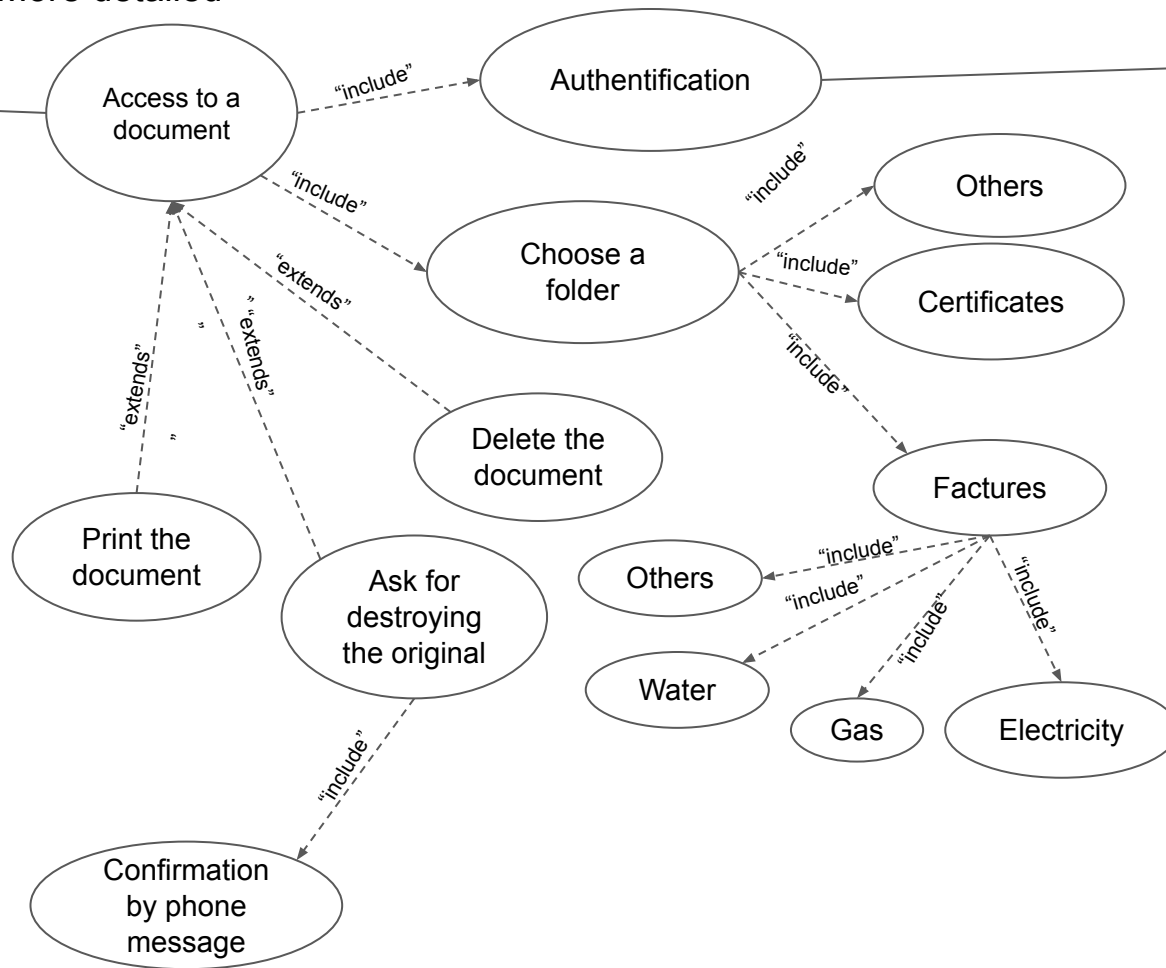 more detailed
Access to a
document
“include”
Authentification
“include”
Others
“include”
Choose a
folder
“include”
Certificates
“extends”
“include”
“extends”
”
“
“extends”
”
Delete the
document
Factures
Print the
document
Ask for
destroying
the original
“include”
Others
“include”
“include”
“include”
Water
Gas
Electricity
“include”
Confirmation
by phone
message